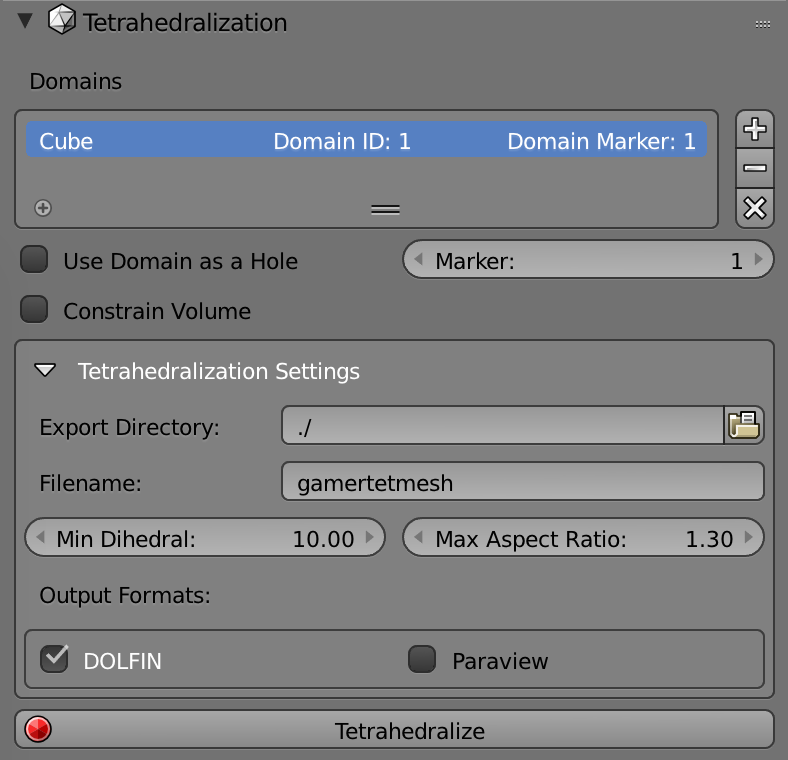 Tetrahedralization
Domains
Cube Domain ID: 1 Domain Marker: 1
Use Domain as a Hole Marker: 1
Constrain Volume
Tetrahedralization Settings
Export Directory: ./
Filename: gamertetmesh
Min Dihedral: 10.00 Max Aspect Ratio: 1.30
Output Formats:
DOLFIN Paraview
Tetrahedralize